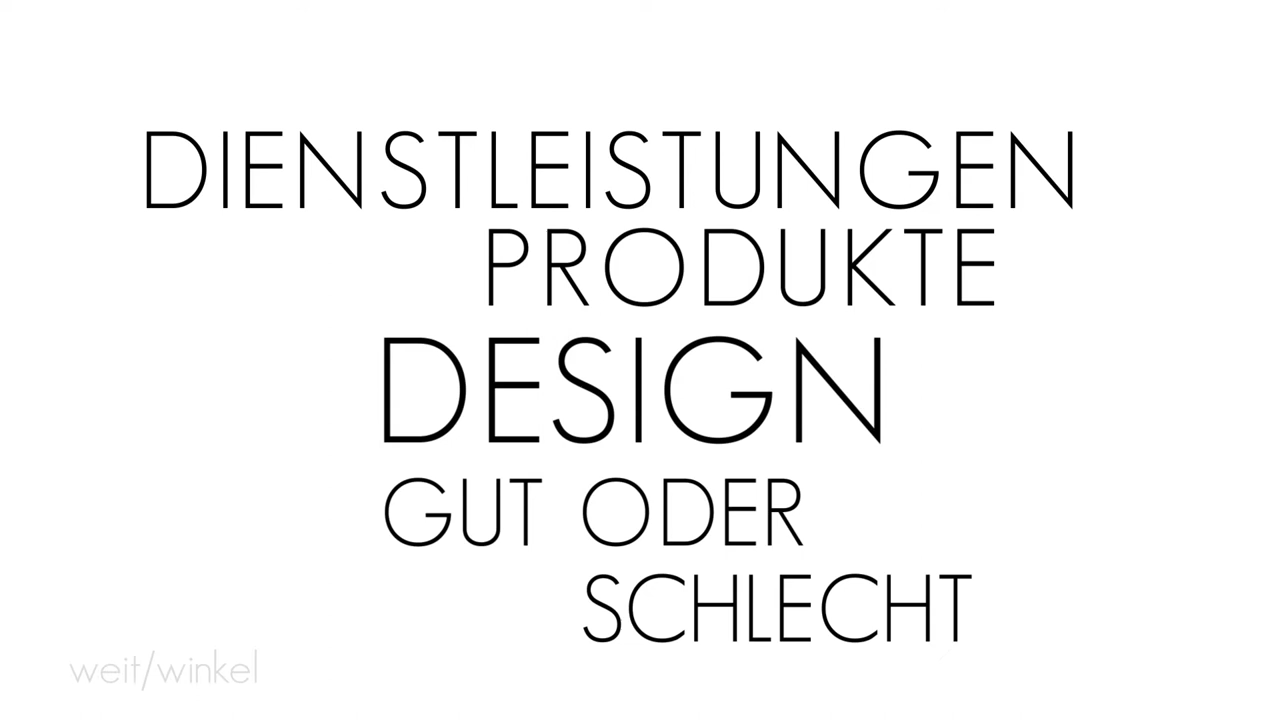 DIENSTLEISTUNGEN
PRODUKTE
DESIGN
GUT ODER
SCHLECHT
weit/winkel